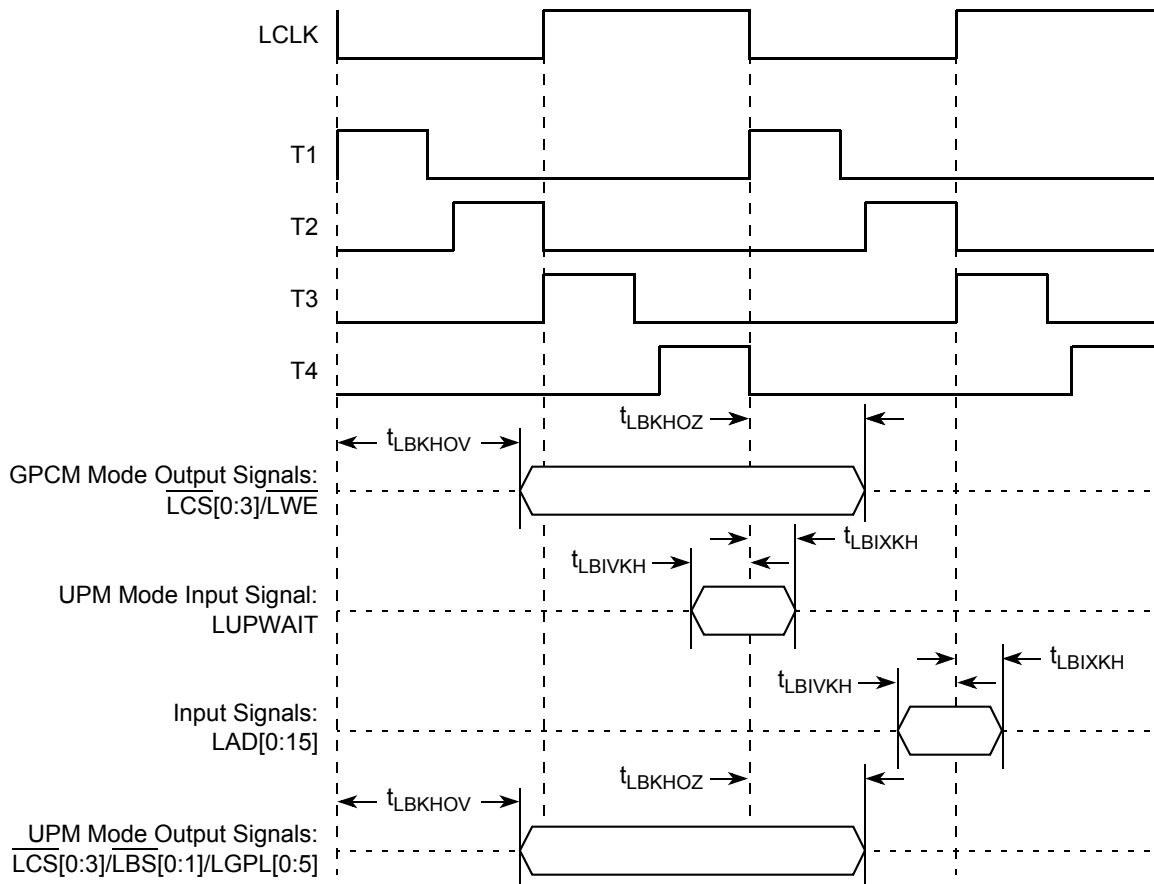 LCLK
T1
T2
T3
T4
tLBKHOZ
tLBKHOV
GPCM Mode Output Signals:
LCS[0:3]/LWE
tLBIXKH
tLBIVKH
UPM Mode Input Signal:
LUPWAIT
tLBIXKH
tLBIVKH
Input Signals:
LAD[0:15]
tLBKHOZ
tLBKHOV
UPM Mode Output Signals:
LCS[0:3]/LBS[0:1]/LGPL[0:5]